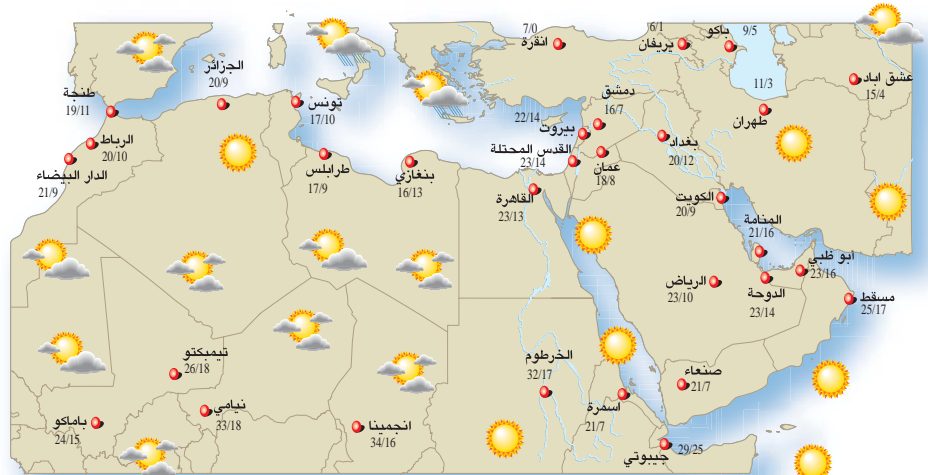 7/0
انقرة
6/1
يريفان
9/5
باكو
11/3
طهران
عشق اباد
15/4
الجزائر
20/9
طنجة
19/11
تونس
17/10
الرباط
20/10
الدار البيضاء
21/9
طرابلس
17/9
بنغازي
16/13
دمشق
16/7
22/14
بيروت
القدس المحتلة
23/14
عمان
18/8
بغداد
20/12
القاهرة
23/13
الكويت
20/9
المنامة
21/16
ابو ظبي
23/16
الدوحة
23/14
الرياض
23/10
مسقط
25/17
تيمبكتو
26/18
الخرطوم
32/17
صنعاء
21/7
اسمرة
21/7
باماكو
24/15
نيامي
33/18
انجمينا
34/16
جيبوتي
29/25